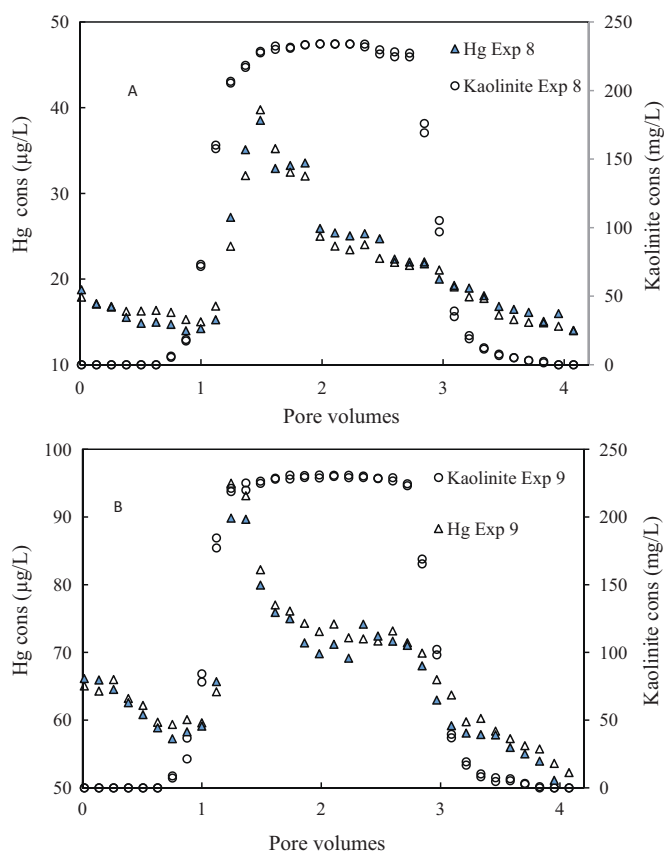 50
40
30
20
10
Hg cons (µg/L)
A
Hg Exp 8
Kaolinite Exp 8
250
200
150
100
50
0
Kaolinite cons (mg/L)
0
1
2
3
4
Pore volumes
100
90
80
70
60
50
Hg cons (µg/L)
B
Kaolinite Exp 9
Hg Exp 9
250
200
150
100
50
0
Kaolinite cons (mg/L)
0
1
2
3
4
Pore volumes